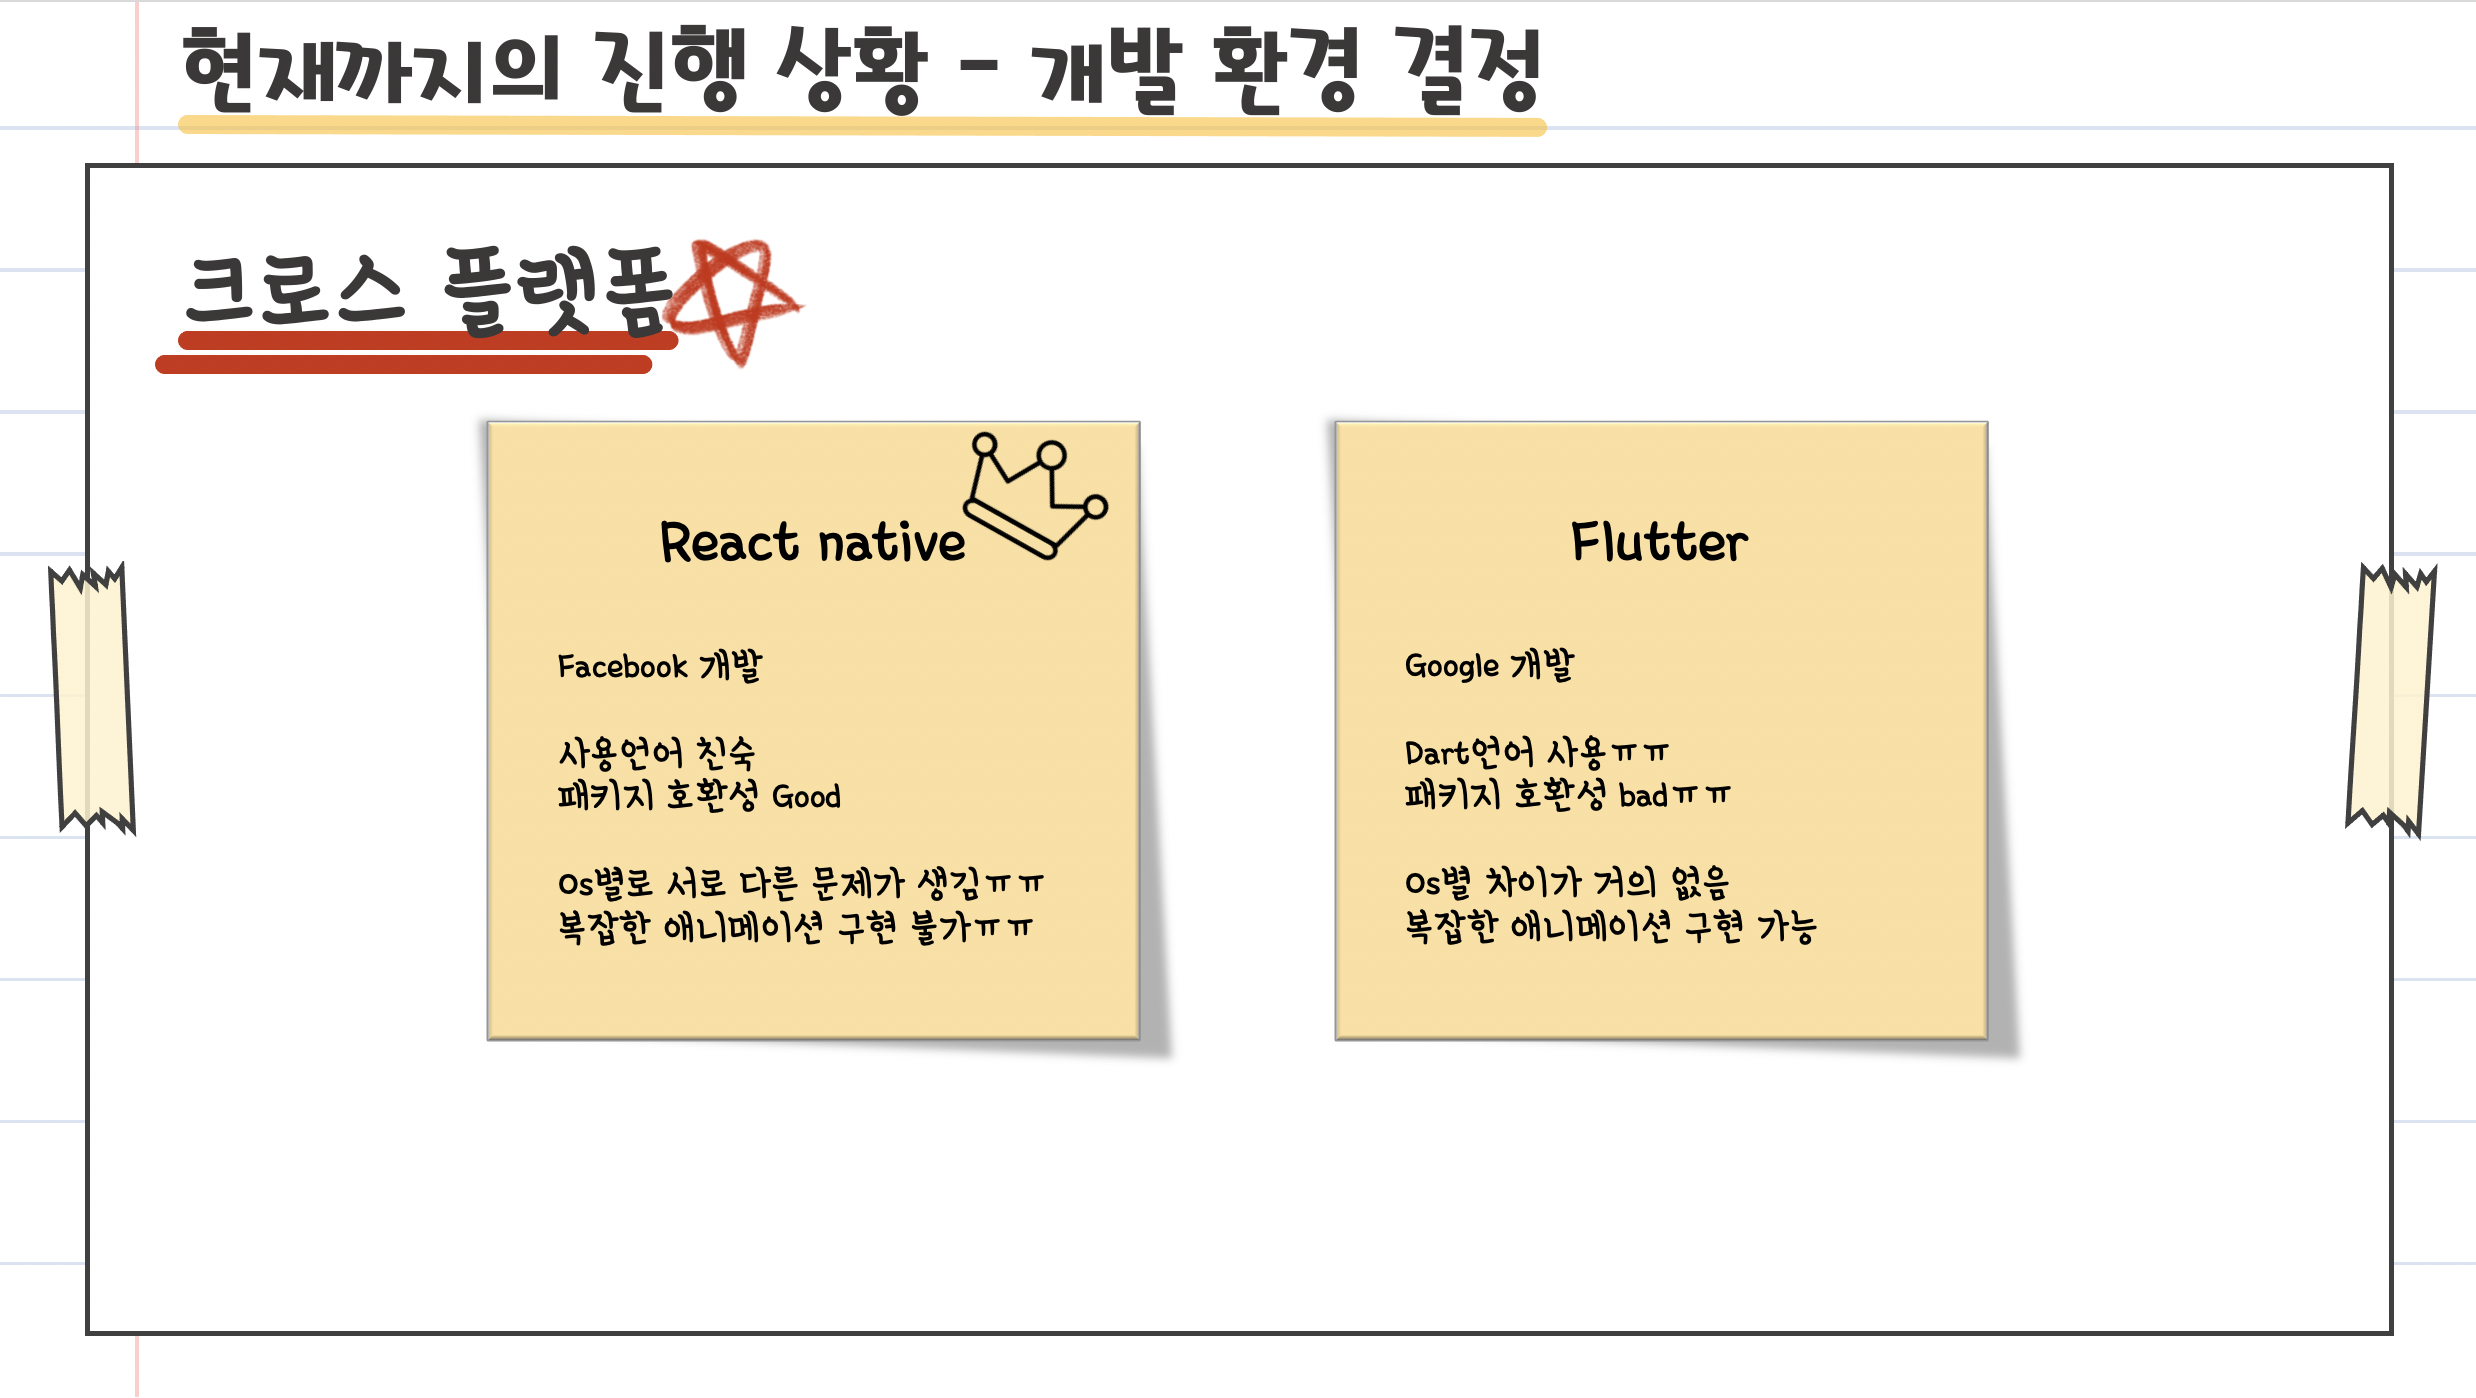 현재까지의 진행 상황 - 개발 환경 결정
크로스 플랫폼
React native
Facebook 개발
사용언어 친숙
패키지 호환성 Good
Os별로 서로 다른 문제가 생김ㅠㅠ
복잡한 애니메이션 구현 불가ㅠㅠ
Flutter
Google 개발
Dart언어 사용ㅠㅠ
패키지 호환성 badㅠㅠ
Os별 차이가 거의 없음
복잡한 애니메이션 구현 가능